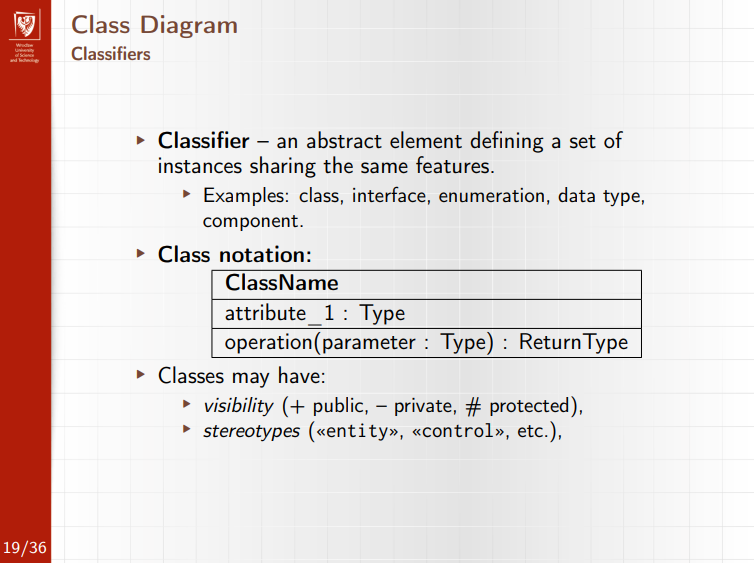 Wrocław
University
of Science
and Technology
Class Diagram
Classifiers
Classifier – an abstract element defining a set of
instances sharing the same features.
Examples: class, interface, enumeration, data type,
component.
Class notation:
ClassName
attribute_1 : Type
operation(parameter : Type) : ReturnType
Classes may have:
visibility (+ public, – private, # protected),
stereotypes («entity», «control», etc.),
19/36